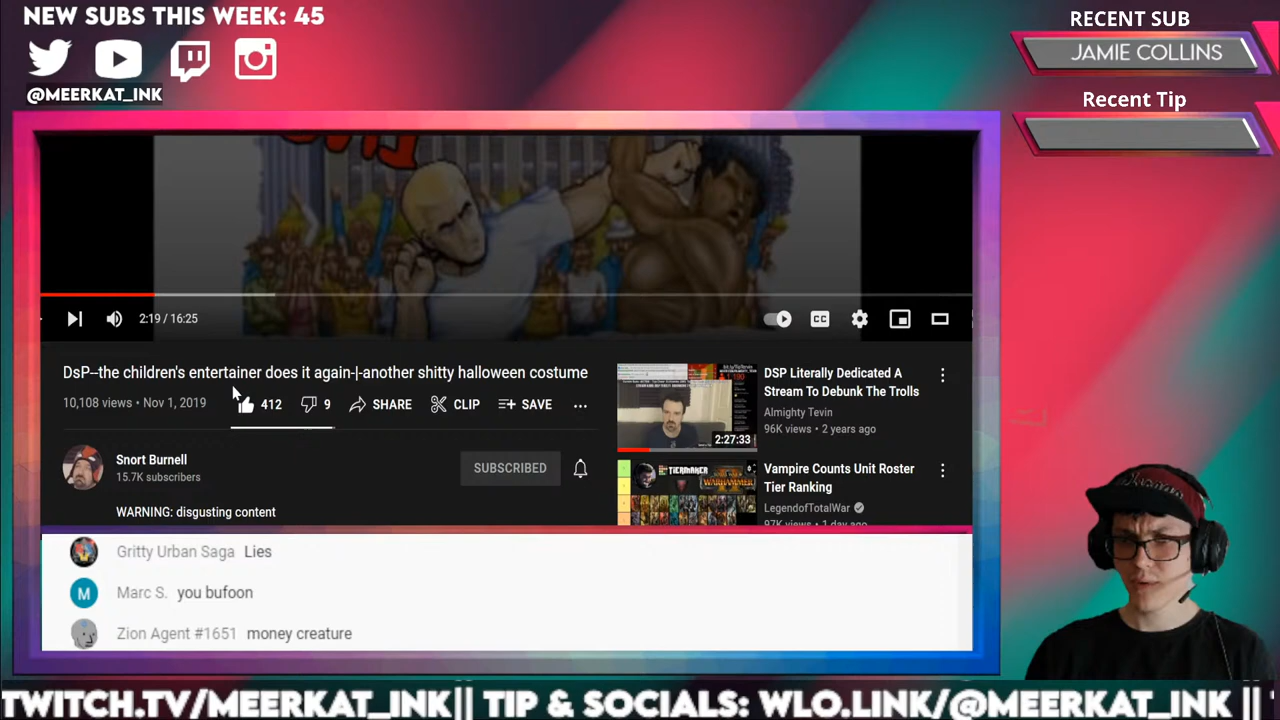 NEW SUBS THIS WEEK: 45
@MEERKAT_INK
RECENT SUB
JAMIE COLLINS
Recent Tip
2:19 / 16:25
CC
DsP--the children's entertainer does it again-|-another shitty halloween costume
10,108 views • Nov 1, 2019
412
9
SHARE
CLIP
SAVE
Snort Burnell
15.7K subscribers
SUBSCRIBED
WARNING: disgusting content
2:27:33
DSP Literally Dedicated A
Stream To Debunk The Trolls
Almighty Tevin
96K views • 2 years ago
TIERMAKER
WARHAMMER
Vampire Counts Unit Roster
Tier Ranking
LegendofTotalWar
97K views • 1 day ago
Gritty Urban Saga Lies
M
Marc S. you bufoon
Zion Agent #1651 money creature
TWITCH.TV/MEERKAT_INK|| TIP & SOCIALS: WLO.LINK/@MEERKAT_INK ||